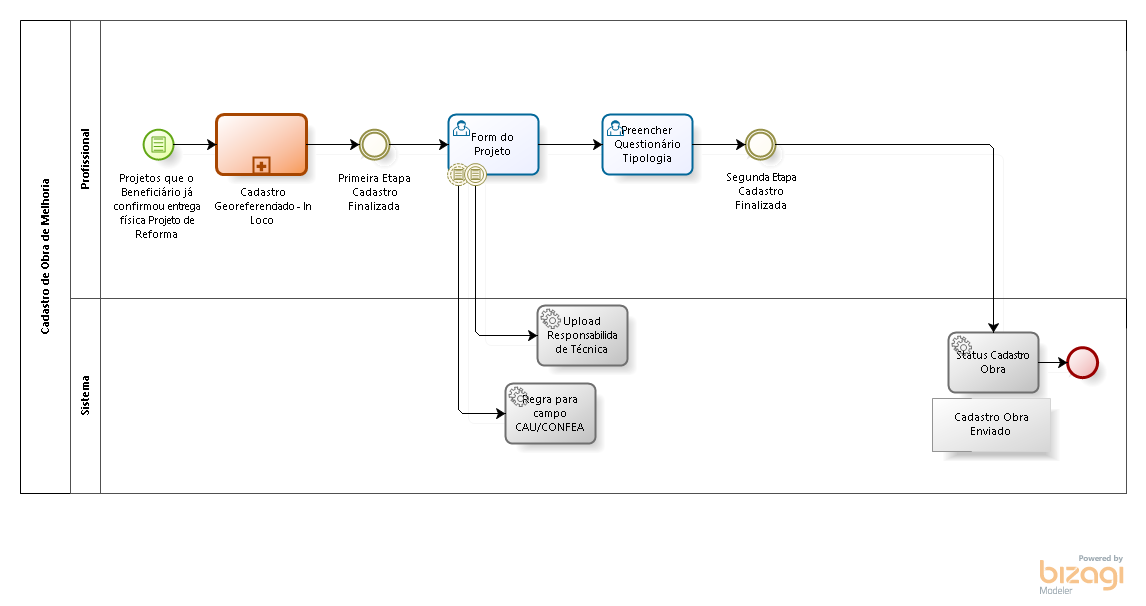 Cadastro de Obra de Melhoria
Profissional
Projetos que o
Beneficiário já
confirmou entrega
física Projeto de
Reforma
Cadastro
Georeferenciado - In
Loco
Primeira Etapa
Cadastro
Finalizada
Form do
Projeto
Preencher
Questionário
Tipologia
Segunda Etapa
Cadastro
Finalizada
Sistema
Upload
Responsabilida
de Técnica
Regra para
campo
CAU/CONFEA
Status Cadastro
Obra
Cadastro Obra
Enviado
Powered by
bizagi
Modeler